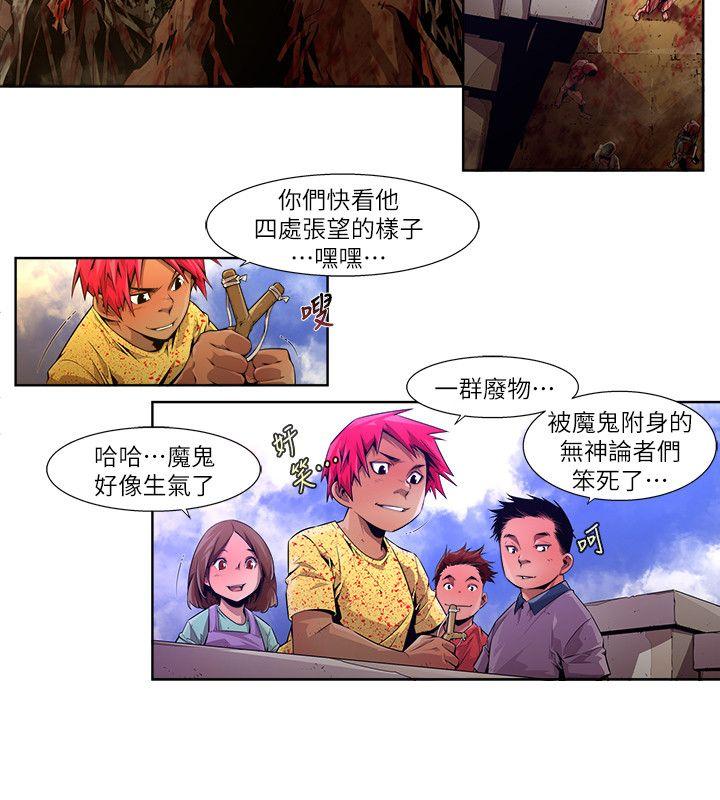 你們快看他
四處張望的樣子
…嘿嘿…
嗖
一群廢物…
被魔鬼附身的
無神論者們
笨死了…
哈哈…魔鬼
好像生氣了
奸
笑…
呵